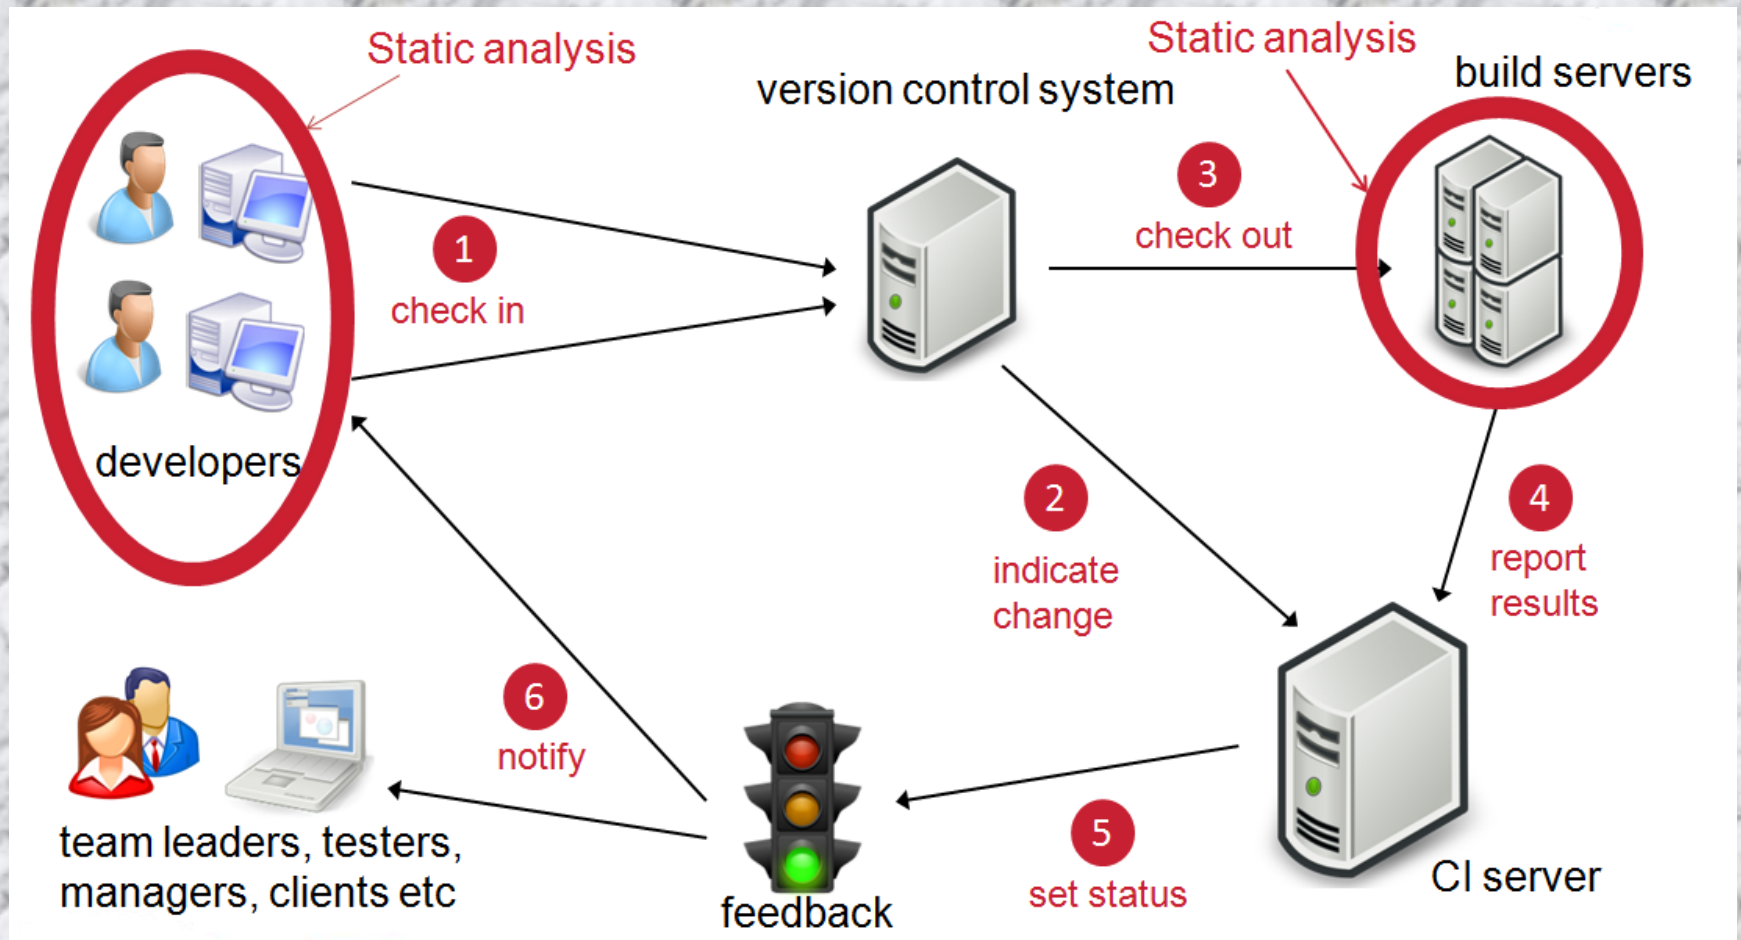 Static analysis
Static analysis
build servers
version control system
3
check out
1
check in
developers
2
indicate
change
4
report
results
6
notify
5
set status
team leaders, testers,
managers, clients etc
feedback
CI server